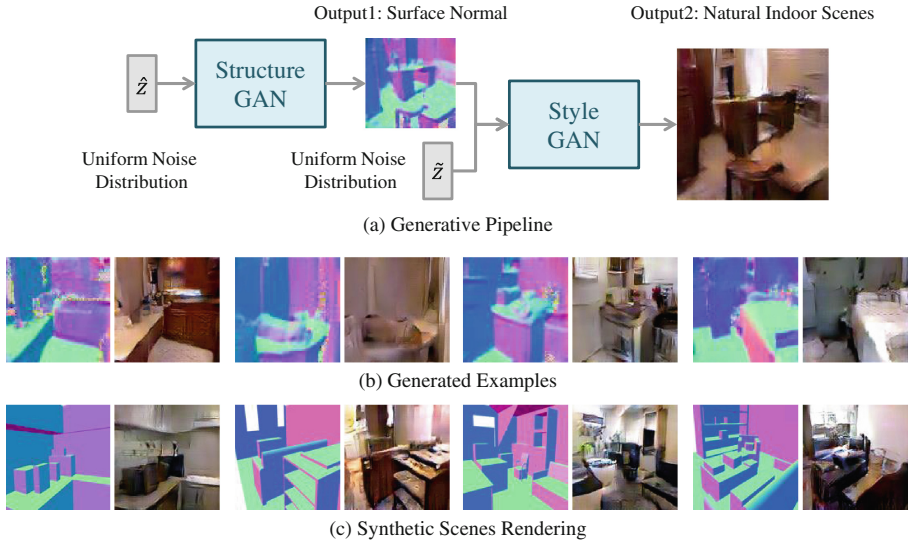 Output1: Surface Normal
Output2: Natural Indoor Scenes
ẑ
Structure
GAN
Style
GAN
Uniform Noise
Distribution
Uniform Noise
Distribution
z̃
(a) Generative Pipeline
(b) Generated Examples
(c) Synthetic Scenes Rendering